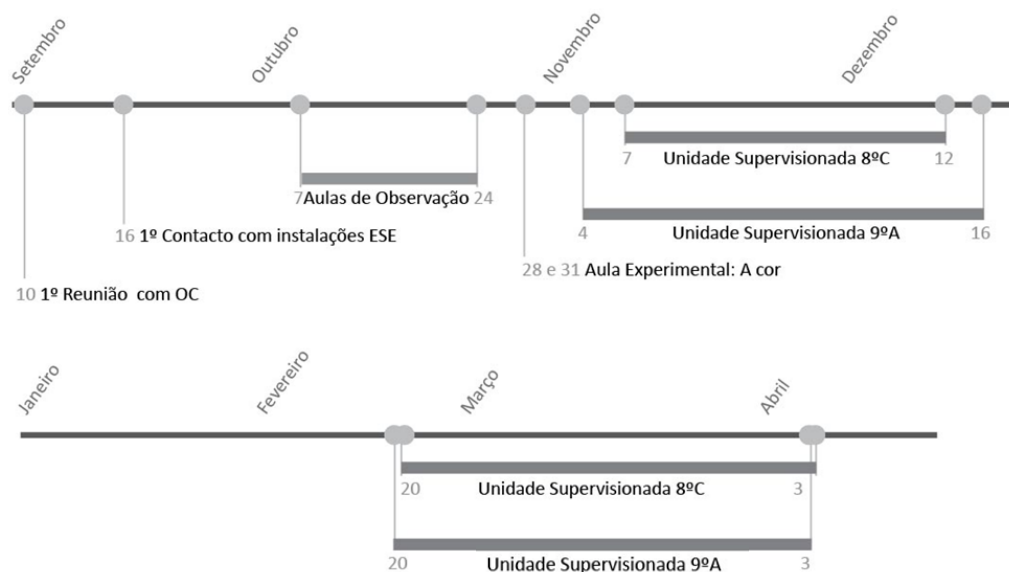 Setembro
Outubro
Novembro
Dezembro
7 Unidade Supervisionada 8ºC 12
7 Aulas de Observação 24
16 1º Contacto com instalações ESE
4 Unidade Supervisionada 9ºA 16
28 e 31 Aula Experimental: A cor
10 1º Reunião com OC
Janeiro
Fevereiro
Março
Abril
20 Unidade Supervisionada 8ºC 3
20 Unidade Supervisionada 9ºA 3